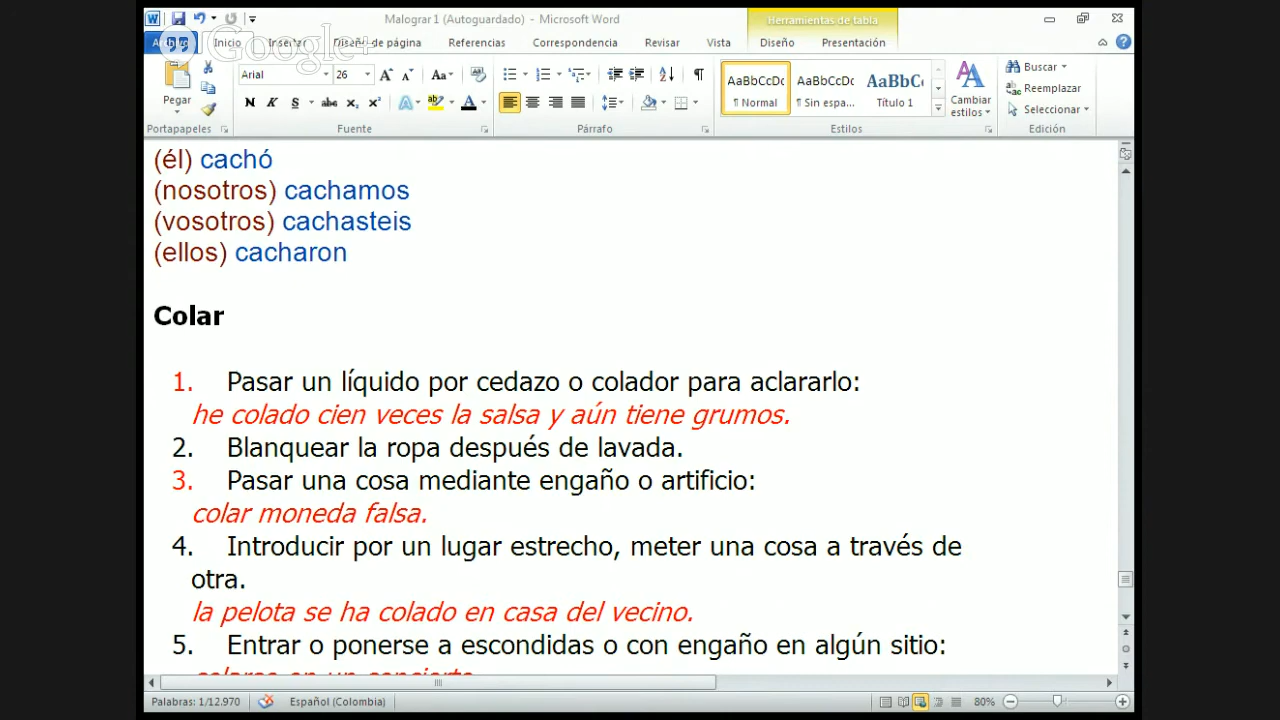 Malograr 1 (Autoguardado) - Microsoft Word
Herramientas de tabla
Archivo Inicio Insertar Diseño de página Referencias Correspondencia Revisar Vista Diseño Presentación
Google+
Arial 26
AaBbCcDc AaBbCcDc AaBbC
Buscar
Reemplazar
Seleccionar
Pegar
¶ Normal ¶ Sin espa... Título 1 Cambiar estilos
Portapapeles Fuente Párrafo Estilos Edición
(él) cachó
(nosotros) cachamos
(vosotros) cachasteis
(ellos) cacharon
Colar
1. Pasar un líquido por cedazo o colador para aclararlo:
he colado cien veces la salsa y aún tiene grumos.
2. Blanquear la ropa después de lavada.
3. Pasar una cosa mediante engaño o artificio:
colar moneda falsa.
4. Introducir por un lugar estrecho, meter una cosa a través de
otra.
la pelota se ha colado en casa del vecino.
5. Entrar o ponerse a escondidas o con engaño en algún sitio:
colarse en un concierto
Palabras: 1/12.970 Español (Colombia) 80%